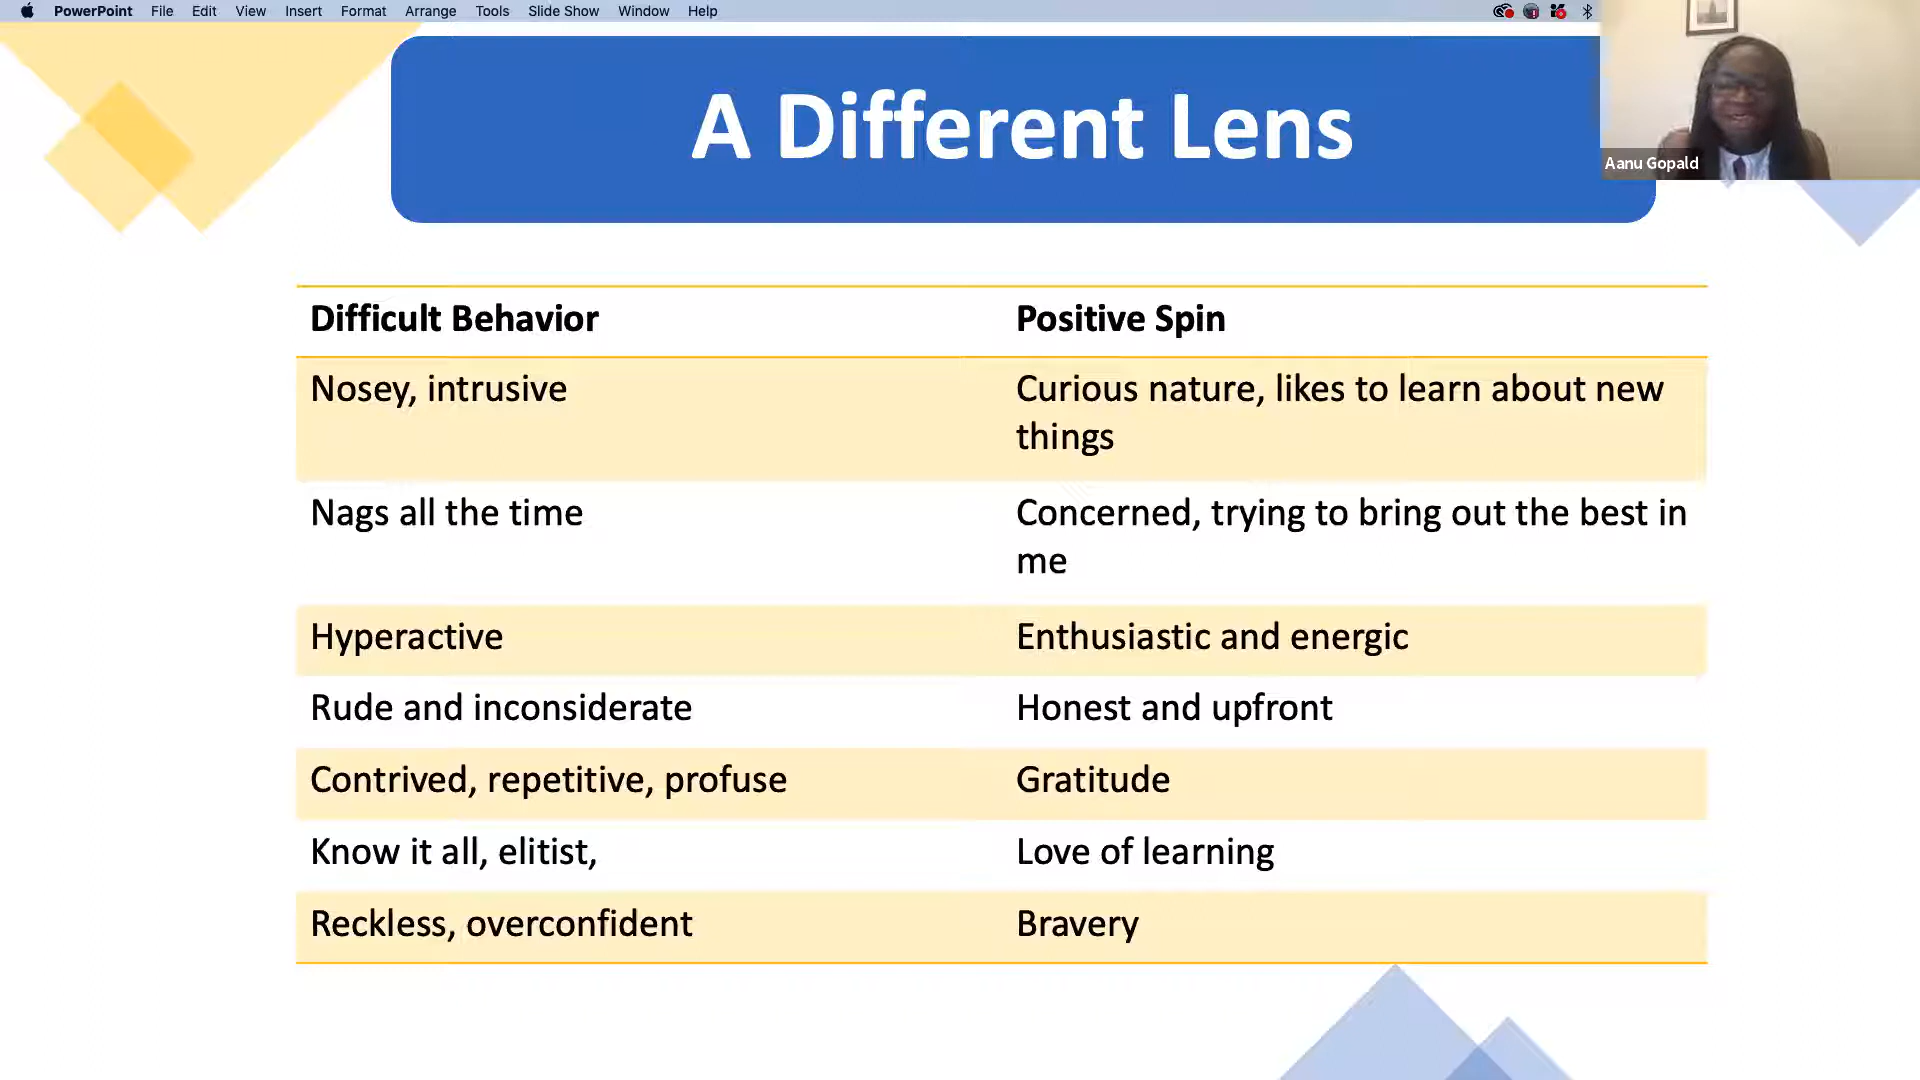 PowerPoint File Edit View Insert Format Arrange Tools Slide Show Window Help
A Different Lens
Aanu Gopald
Difficult Behavior Positive Spin
Nosey, intrusive Curious nature, likes to learn about new
things
Nags all the time Concerned, trying to bring out the best in
me
Hyperactive Enthusiastic and energic
Rude and inconsiderate Honest and upfront
Contrived, repetitive, profuse Gratitude
Know it all, elitist, Love of learning
Reckless, overconfident Bravery